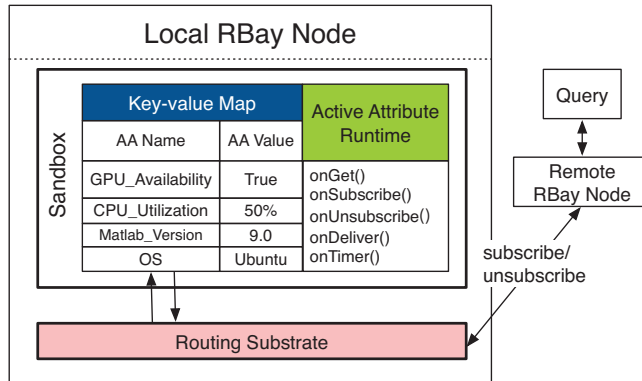 Local RBay Node
Sandbox
Key-value Map
Active Attribute
Runtime
AA Name
AA Value
GPU_Availability
True
CPU_Utilization
50%
Matlab_Version
9.0
OS
Ubuntu
onGet()
onSubscribe()
onUnsubscribe()
onDeliver()
onTimer()
Routing Substrate
Query
Remote
RBay Node
subscribe/
unsubscribe